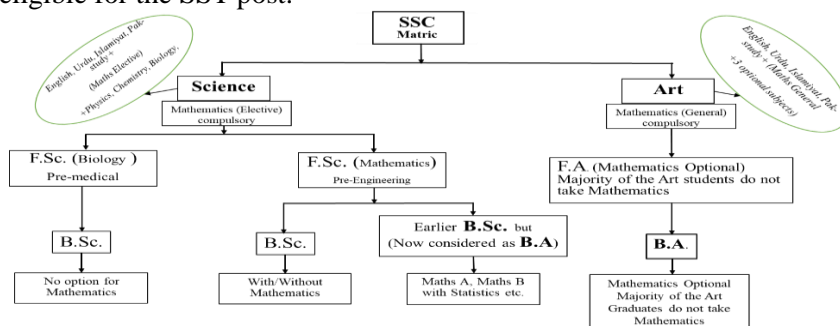 eligible for the SST post.
SSC
Matric
English, Urdu, Islamiyat, Pak-
study +
(Maths Elective)
+Physics, Chemistry, Biology,
English, Urdu, Islamiyat, Pak-
study + (Maths General
+3 optional subjects)
Science
Art
Mathematics (Elective)
compulsory
Mathematics (General)
compulsory
F.Sc. (Biology )
Pre-medical
F.Sc. (Mathematics)
Pre-Engineering
F.A. (Mathematics Optional)
Majority of the Art students do not
take Mathematics
B.Sc.
B.Sc.
Earlier B.Sc. but
(Now considered as B.A)
B.A.
No option for
Mathematics
With/Without
Mathematics
Maths A, Maths B
with Statistics etc.
Mathematics Optional
Majority of the Art
Graduates do not take
Mathematics